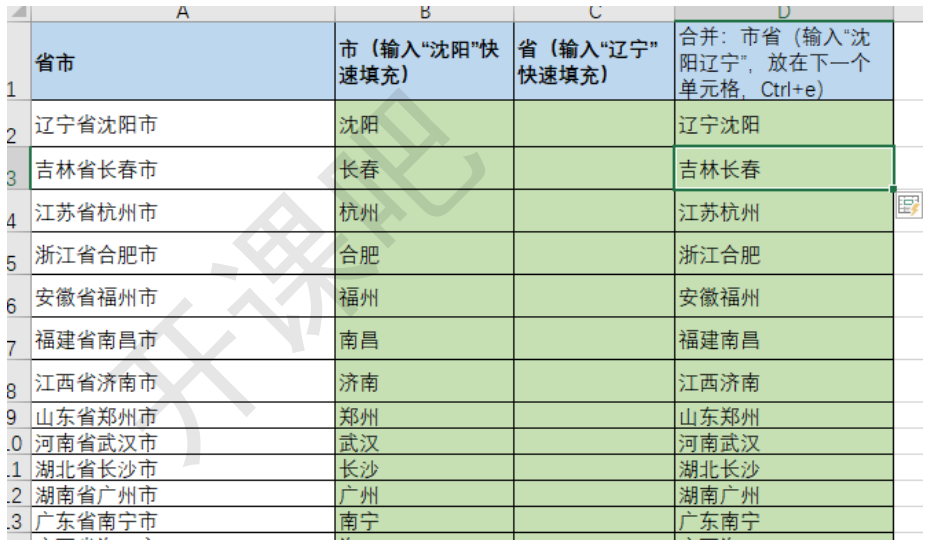 A B C D
1 省市 市（输入“沈阳”快速填充） 省（输入“辽宁”快速填充） 合并：市省（输入“沈阳辽宁”，放在下一个单元格，Ctrl+e）
2 辽宁省沈阳市 沈阳 辽宁沈阳
3 吉林省长春市 长春 吉林长春
4 江苏省杭州市 杭州 江苏杭州
5 浙江省合肥市 合肥 浙江合肥
6 安徽省福州市 福州 安徽福州
7 福建省南昌市 南昌 福建南昌
8 江西省济南市 济南 江西济南
9 山东省郑州市 郑州 山东郑州
.0 河南省武汉市 武汉 河南武汉
.1 湖北省长沙市 长沙 湖北长沙
.2 湖南省广州市 广州 湖南广州
.3 广东省南宁市 南宁 广东南宁
开课吧